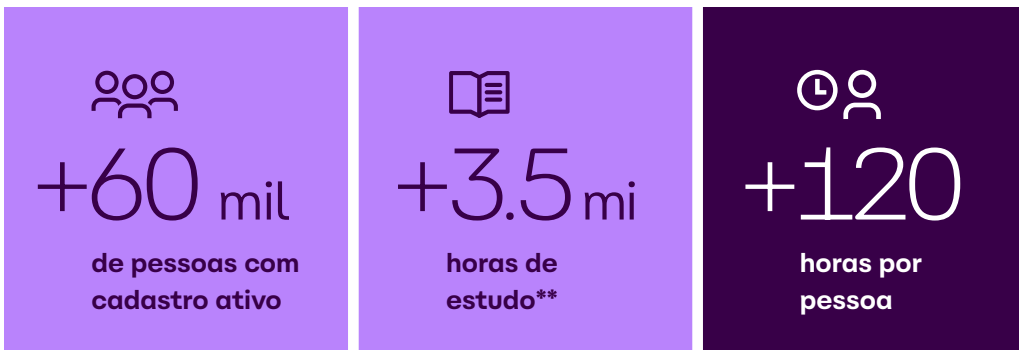 +60 mil
de pessoas com
cadastro ativo
+3.5 mi
horas de
estudo**
+120
horas por
pessoa